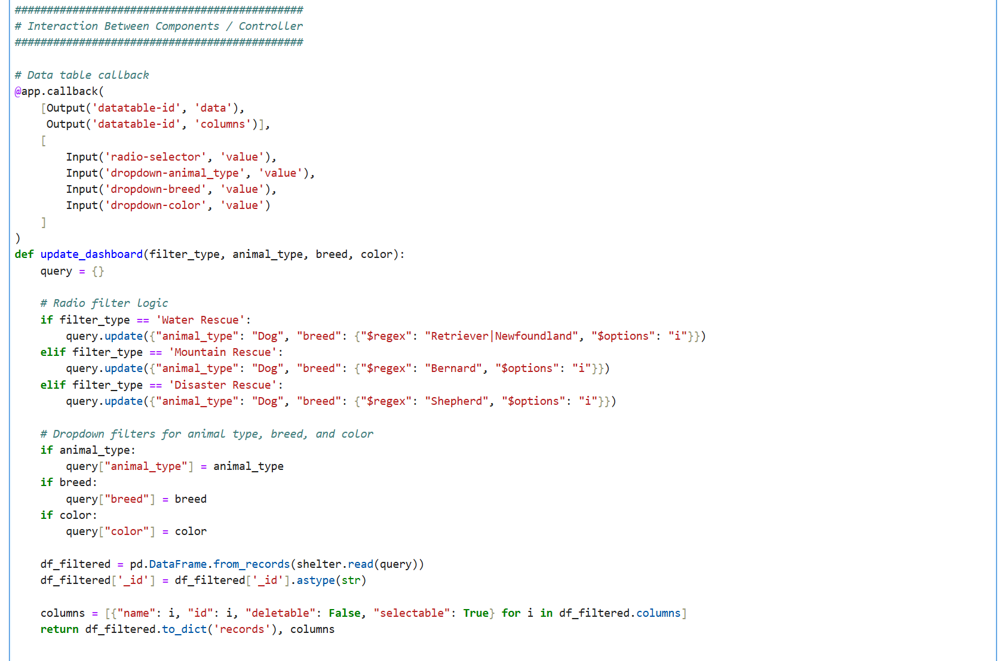 #############################################
# Interaction Between Components / Controller
#############################################

# Data table callback
@app.callback(
    [Output('datatable-id', 'data'),
     Output('datatable-id', 'columns')],
    [
        Input('radio-selector', 'value'),
        Input('dropdown-animal_type', 'value'),
        Input('dropdown-breed', 'value'),
        Input('dropdown-color', 'value')
    ]
)
def update_dashboard(filter_type, animal_type, breed, color):
    query = {}

    # Radio filter logic
    if filter_type == 'Water Rescue':
        query.update({"animal_type": "Dog", "breed": {"$regex": "Retriever|Newfoundland", "$options": "i"}})
    elif filter_type == 'Mountain Rescue':
        query.update({"animal_type": "Dog", "breed": {"$regex": "Bernard", "$options": "i"}})
    elif filter_type == 'Disaster Rescue':
        query.update({"animal_type": "Dog", "breed": {"$regex": "Shepherd", "$options": "i"}})

    # Dropdown filters for animal type, breed, and color
    if animal_type:
        query["animal_type"] = animal_type
    if breed:
        query["breed"] = breed
    if color:
        query["color"] = color

    df_filtered = pd.DataFrame.from_records(shelter.read(query))
    df_filtered['_id'] = df_filtered['_id'].astype(str)

    columns = [{"name": i, "id": i, "deletable": False, "selectable": True} for i in df_filtered.columns]
    return df_filtered.to_dict('records'), columns